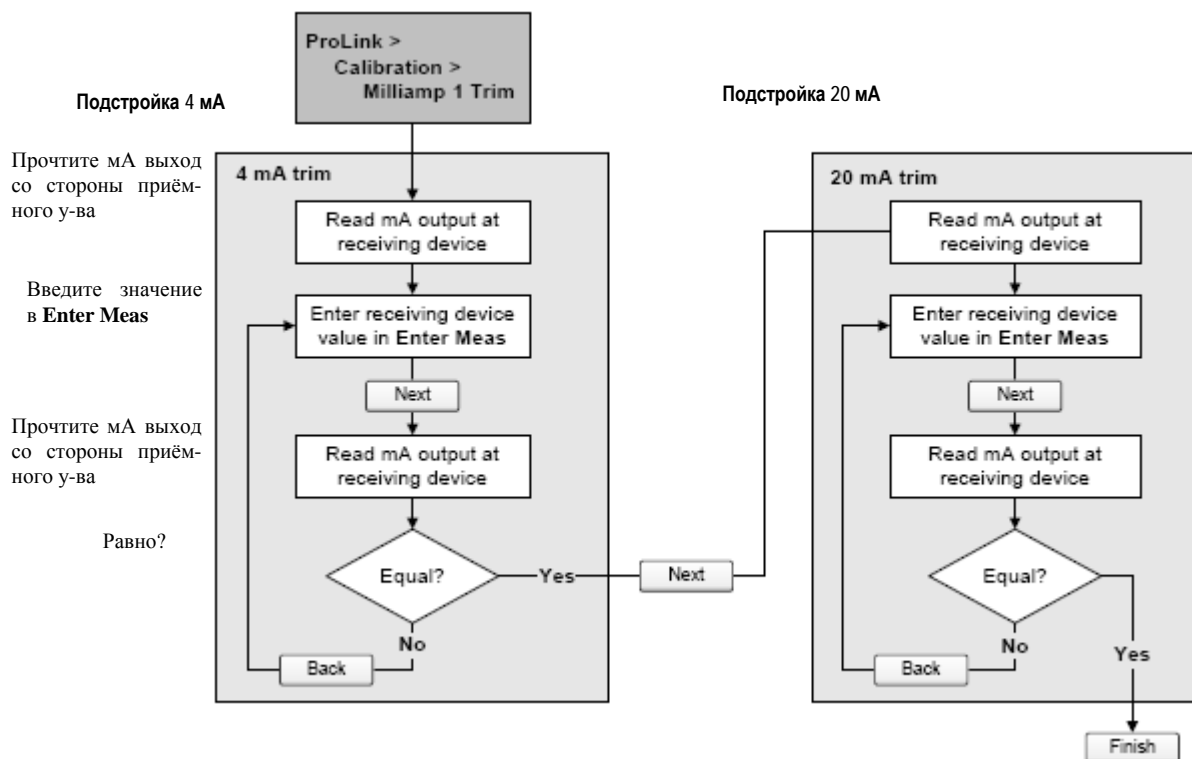 ProLink >
Calibration >
Milliamp 1 Trim
Подстройка 4 мА
Подстройка 20 мА
Прочтите мА выход
со стороны приём-
ного у-ва
Введите значение
в Enter Meas
Прочтите мА выход
со стороны приём-
ного у-ва
Равно?
4 mA trim
Read mA output at
receiving device
Enter receiving device
value in Enter Meas
Next
Read mA output at
receiving device
Equal?
Yes
No
Back
Next
20 mA trim
Read mA output at
receiving device
Enter receiving device
value in Enter Meas
Next
Read mA output at
receiving device
Equal?
No
Yes
Back
Finish